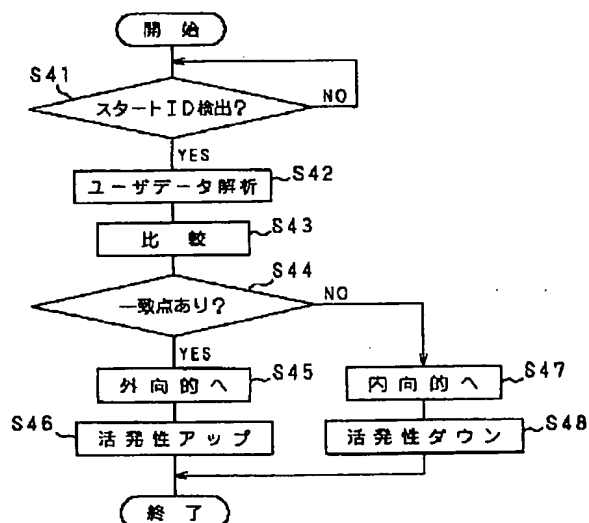 開始
S41
スタートID検出?
NO
YES
ユーザデータ解析
S42
比較
S43
S44
一致点あり?
NO
YES
外向的へ
S45
内向的へ
S47
S46
活発性アップ
活発性ダウン
S48
終了